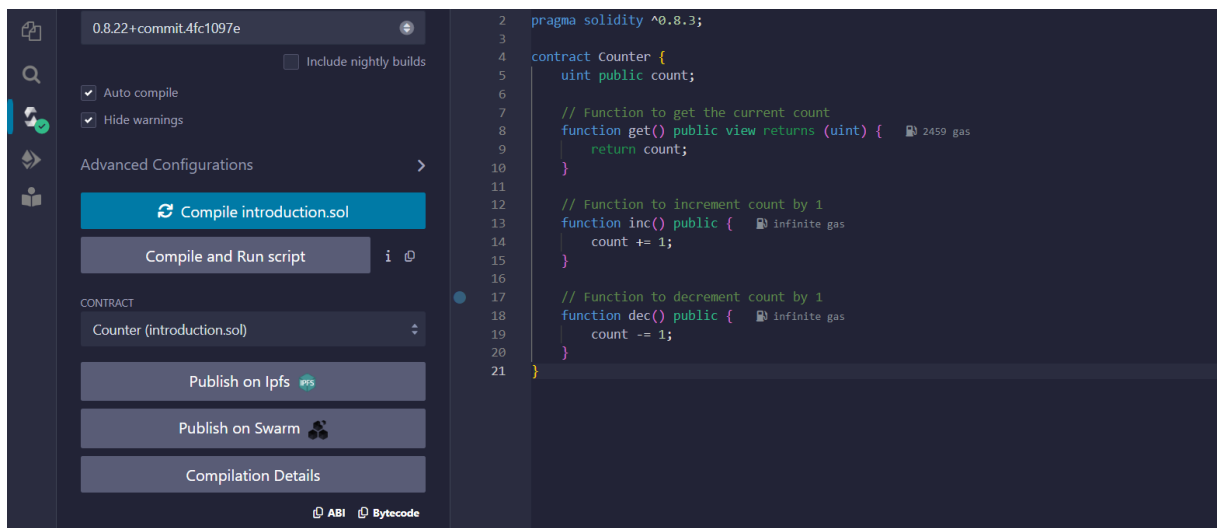 0.8.22+commit.4fc1097e
Include nightly builds
Auto compile
Hide warnings
Advanced Configurations
Compile introduction.sol
Compile and Run script
i
CONTRACT
Counter (introduction.sol)
Publish on Ipfs
IPFS
Publish on Swarm
Compilation Details
ABI Bytecode
2 pragma solidity ^0.8.3;
3
4 contract Counter {
5 uint public count;
6
7 // Function to get the current count
8 function get() public view returns (uint) { 2459 gas
9 return count;
10 }
11
12 // Function to increment count by 1
13 function inc() public { infinite gas
14 count += 1;
15 }
16
17 // Function to decrement count by 1
18 function dec() public { infinite gas
19 count -= 1;
20 }
21 }